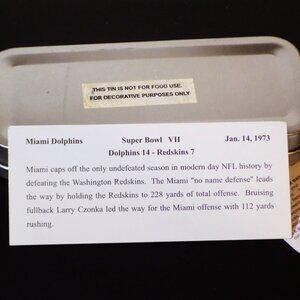 THIS TIN IS NOT FOR FOOD USE.
FOR DECORATIVE PURPOSES ONLY
Miami Dolphins Super Bowl VII Jan. 14, 1973
Dolphins 14 - Redskins 7
Miami caps off the only undefeated season in modern day NFL history by
defeating the Washington Redskins. The Miami "no name defense" leads
the way by holding the Redskins to 228 yards of total offense. Bruising
fullback Larry Czonka led the way for the Miami offense with 112 yards
rushing.